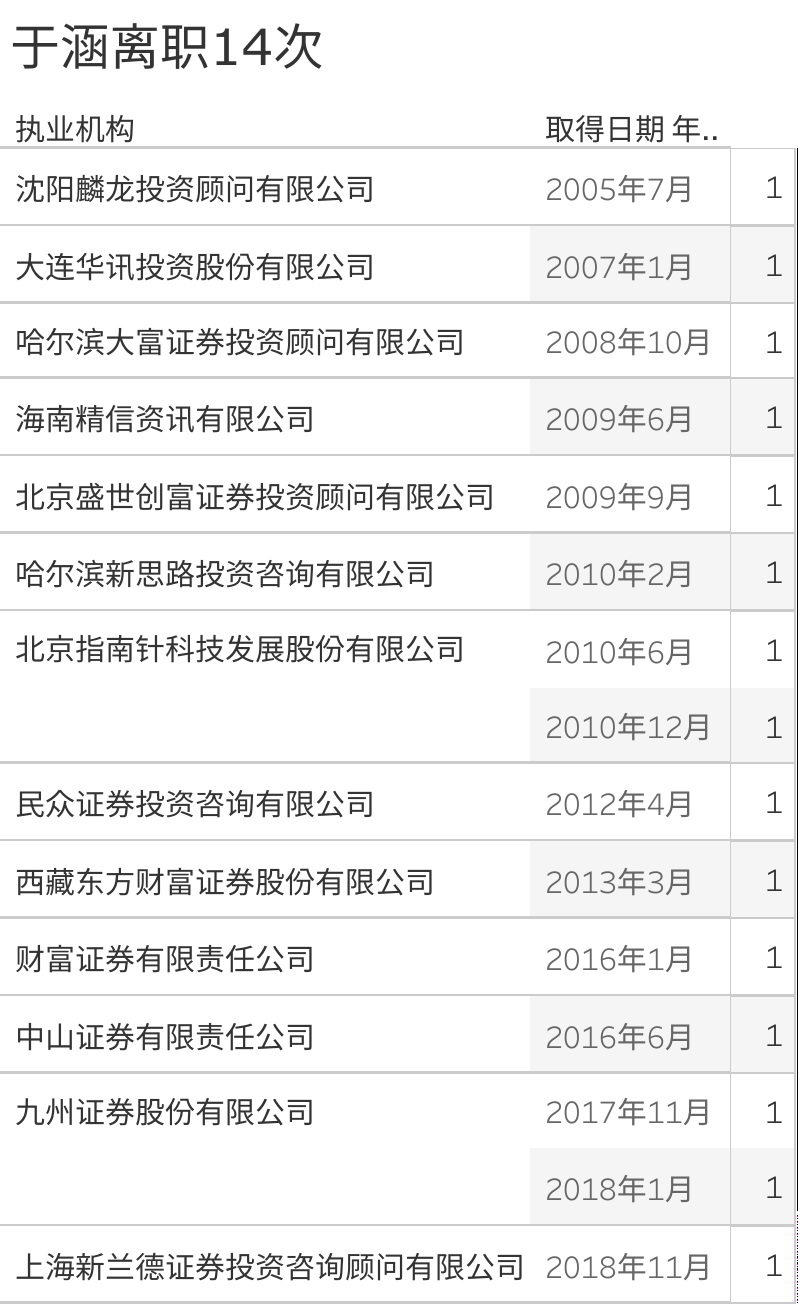 于涵离职14次
执业机构 取得日期 年..
沈阳麟龙投资顾问有限公司 2005年7月 1
大连华讯投资股份有限公司 2007年1月 1
哈尔滨大富证券投资顾问有限公司 2008年10月 1
海南精信资讯有限公司 2009年6月 1
北京盛世创富证券投资顾问有限公司 2009年9月 1
哈尔滨新思路投资咨询有限公司 2010年2月 1
北京指南针科技发展股份有限公司 2010年6月 1
2010年12月 1
民众证券投资咨询有限公司 2012年4月 1
西藏东方财富证券股份有限公司 2013年3月 1
财富证券有限责任公司 2016年1月 1
中山证券有限责任公司 2016年6月 1
九州证券股份有限公司 2017年11月 1
2018年1月 1
上海新兰德证券投资咨询顾问有限公司 2018年11月 1